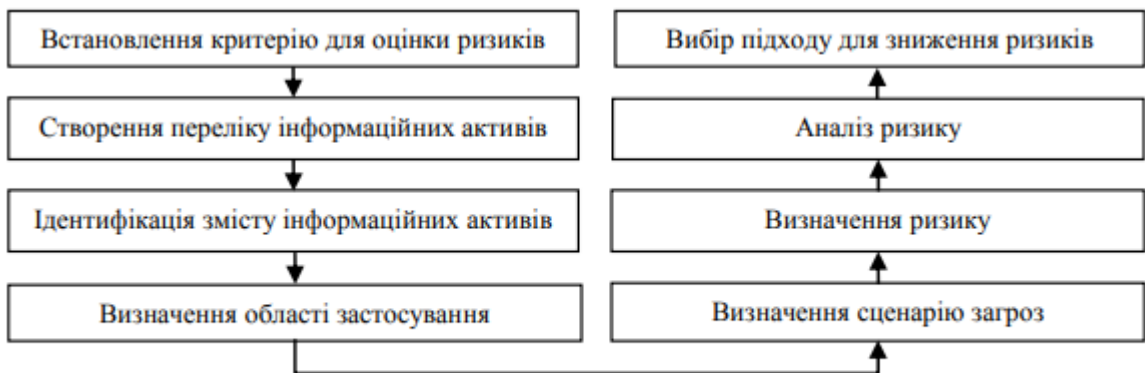 Встановлення критерію для оцінки ризиків
Створення переліку інформаційних активів
Ідентифікація змісту інформаційних активів
Визначення області застосування
Визначення сценарію загроз
Визначення ризику
Аналіз ризику
Вибір підходу для зниження ризиків